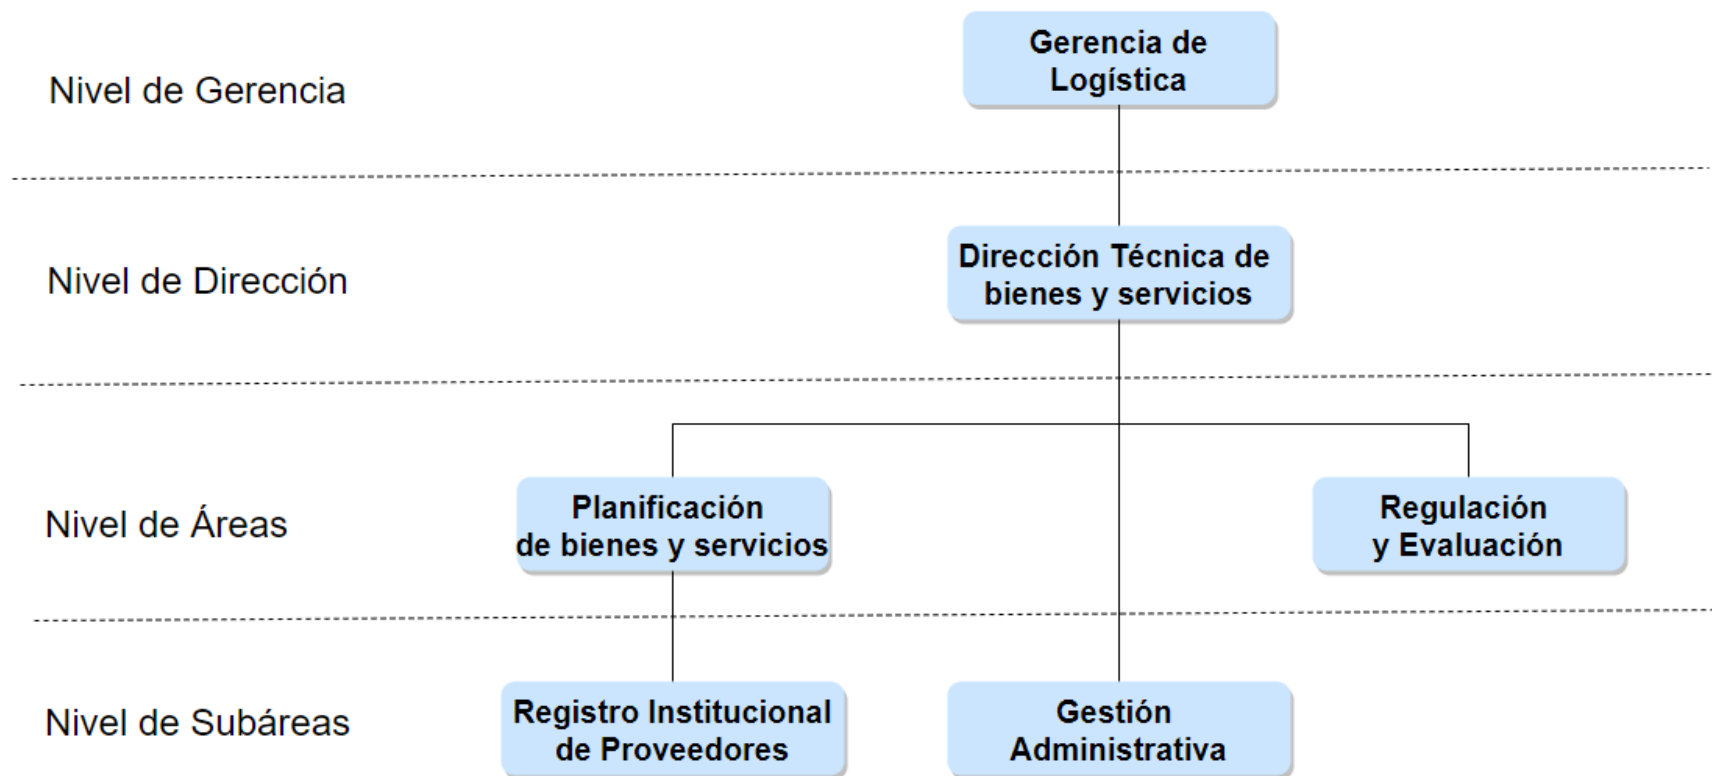 Gerencia de
Logística
Nivel de Gerencia
Dirección Técnica de
bienes y servicios
Nivel de Dirección
Planificación
de bienes y servicios
Regulación
y Evaluación
Nivel de Áreas
Registro Institucional
de Proveedores
Gestión
Administrativa
Nivel de Subáreas